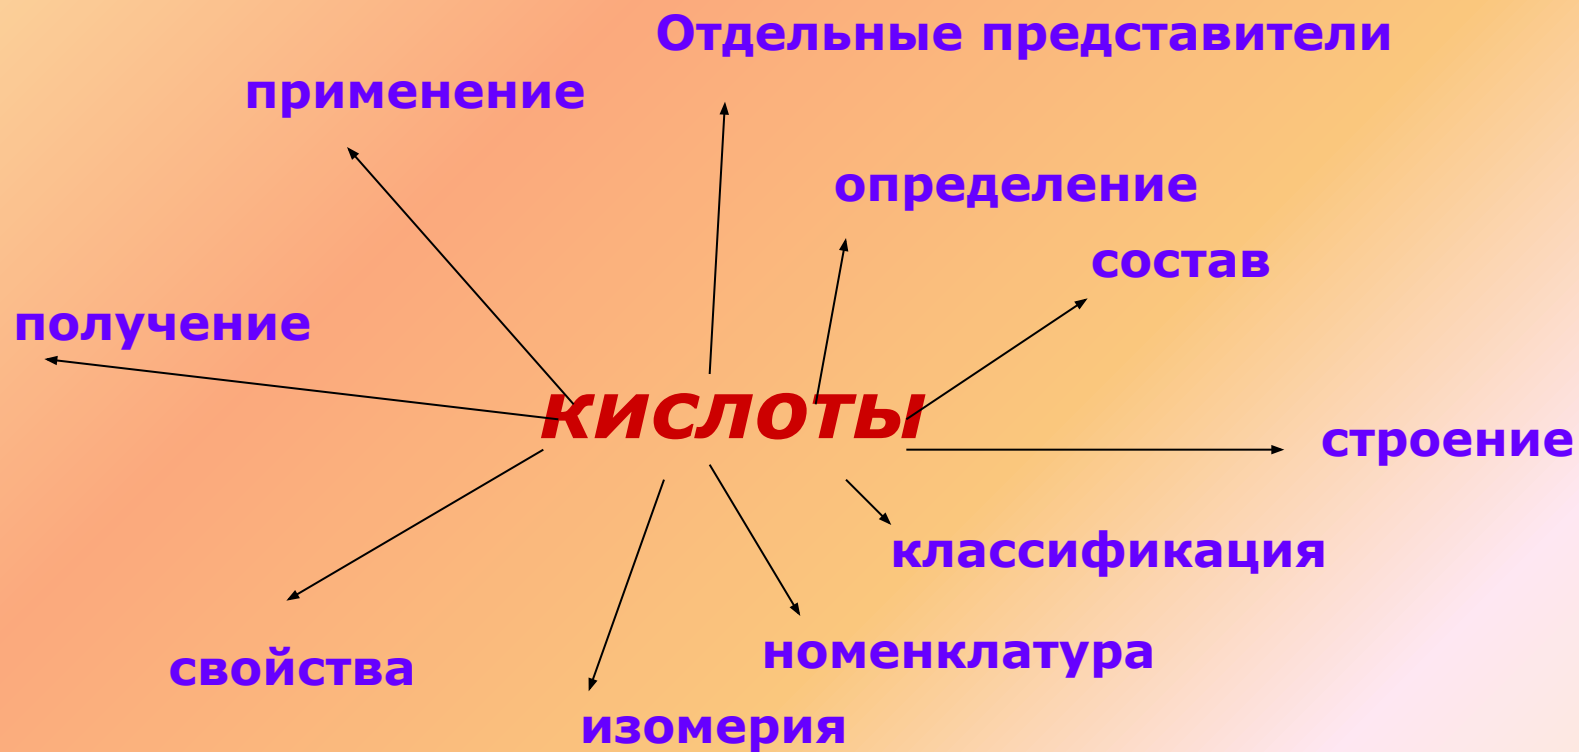 Отдельные представители
применение
определение
состав
получение
кислоты
строение
классификация
номенклатура
свойства
изомерия